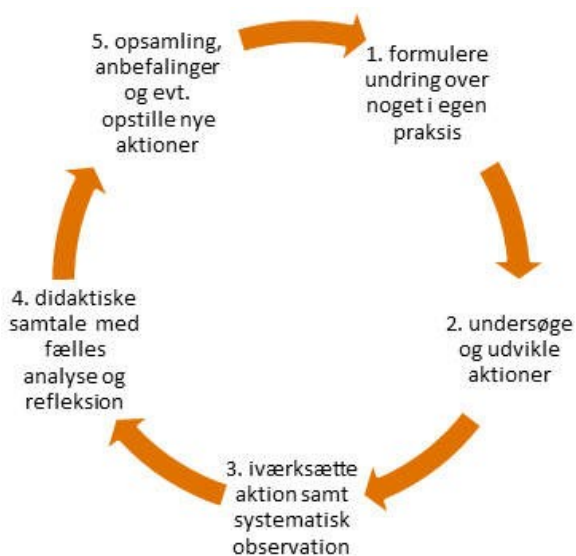 1. formulere
undring over
noget i egen
praksis
2. undersøge
og udvikle
aktioner
3. iværksætte
aktion samt
systematisk
observation
4. didaktiske
samtale med
fælles
analyse og
refleksion
5. opsamling,
anbefalinger
og evt.
opstille nye
aktioner